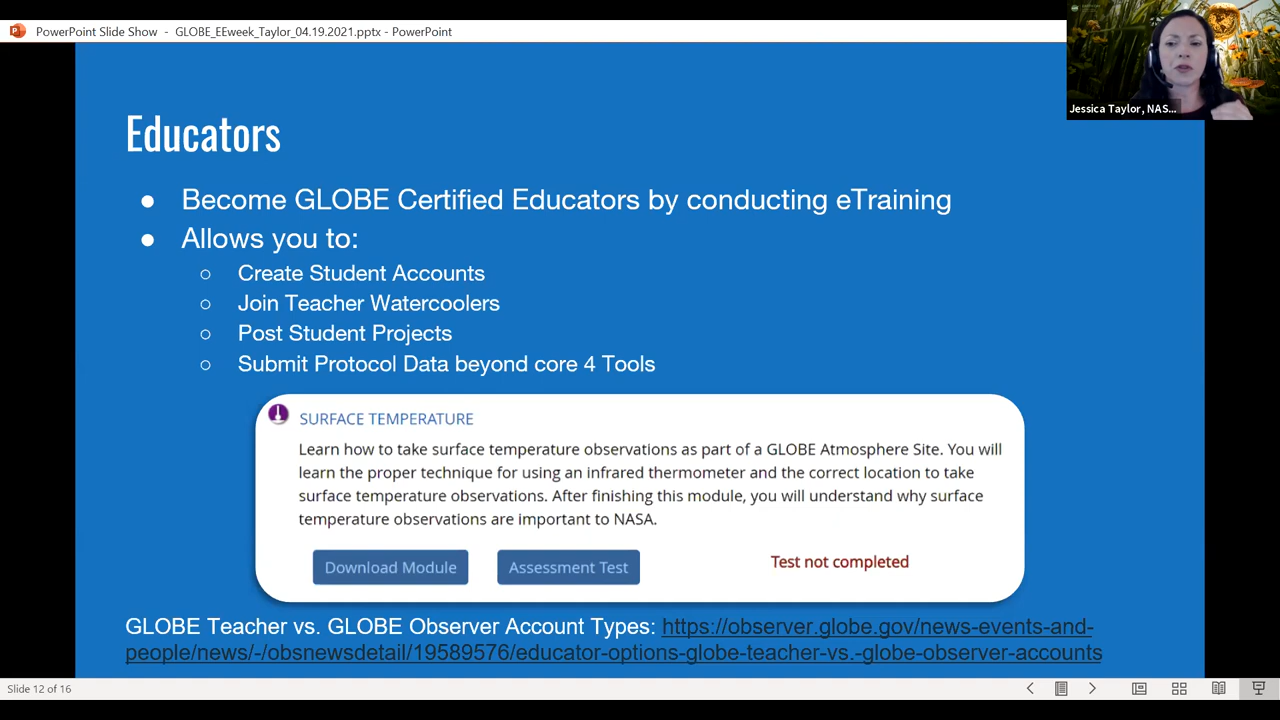 PowerPoint Slide Show - GLOBE_EEweek_Taylor_04.19.2021.pptx - PowerPoint
Jessica Taylor, NAS...
Educators
● Become GLOBE Certified Educators by conducting eTraining
● Allows you to:
○ Create Student Accounts
○ Join Teacher Watercoolers
○ Post Student Projects
○ Submit Protocol Data beyond core 4 Tools
SURFACE TEMPERATURE
Learn how to take surface temperature observations as part of a GLOBE Atmosphere Site. You will
learn the proper technique for using an infrared thermometer and the correct location to take
surface temperature observations. After finishing this module, you will understand why surface
temperature observations are important to NASA.
Download Module Assessment Test Test not completed
GLOBE Teacher vs. GLOBE Observer Account Types: https://observer.globe.gov/news-events-and-
people/news/-/obsnewsdetail/19589576/educator-options-globe-teacher-vs.-globe-observer-accounts
Slide 12 of 16